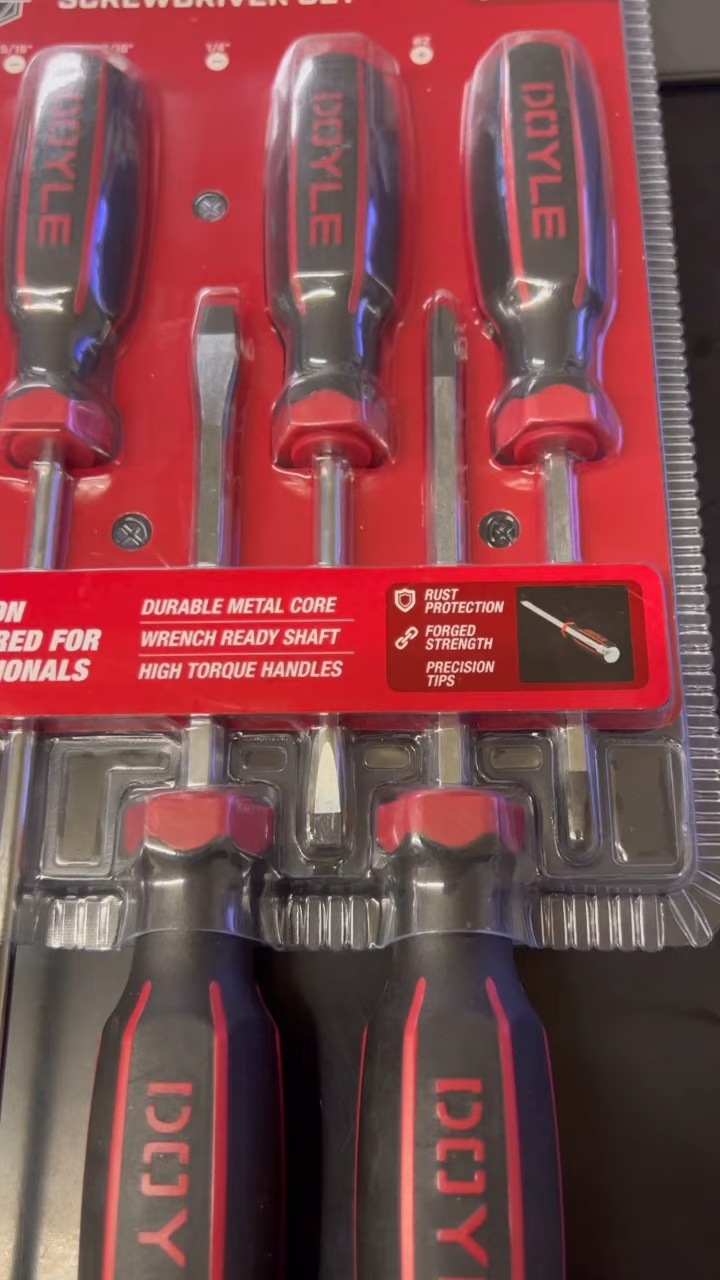 SCREWDRIVER SET
5/16"
1/4"
#2
DOYLE
DOYLE
DOYLE
ON
RED FOR
IONALS
DURABLE METAL CORE
WRENCH READY SHAFT
HIGH TORQUE HANDLES
RUST
PROTECTION
FORGED
STRENGTH
PRECISION
TIPS
DOY
DOY